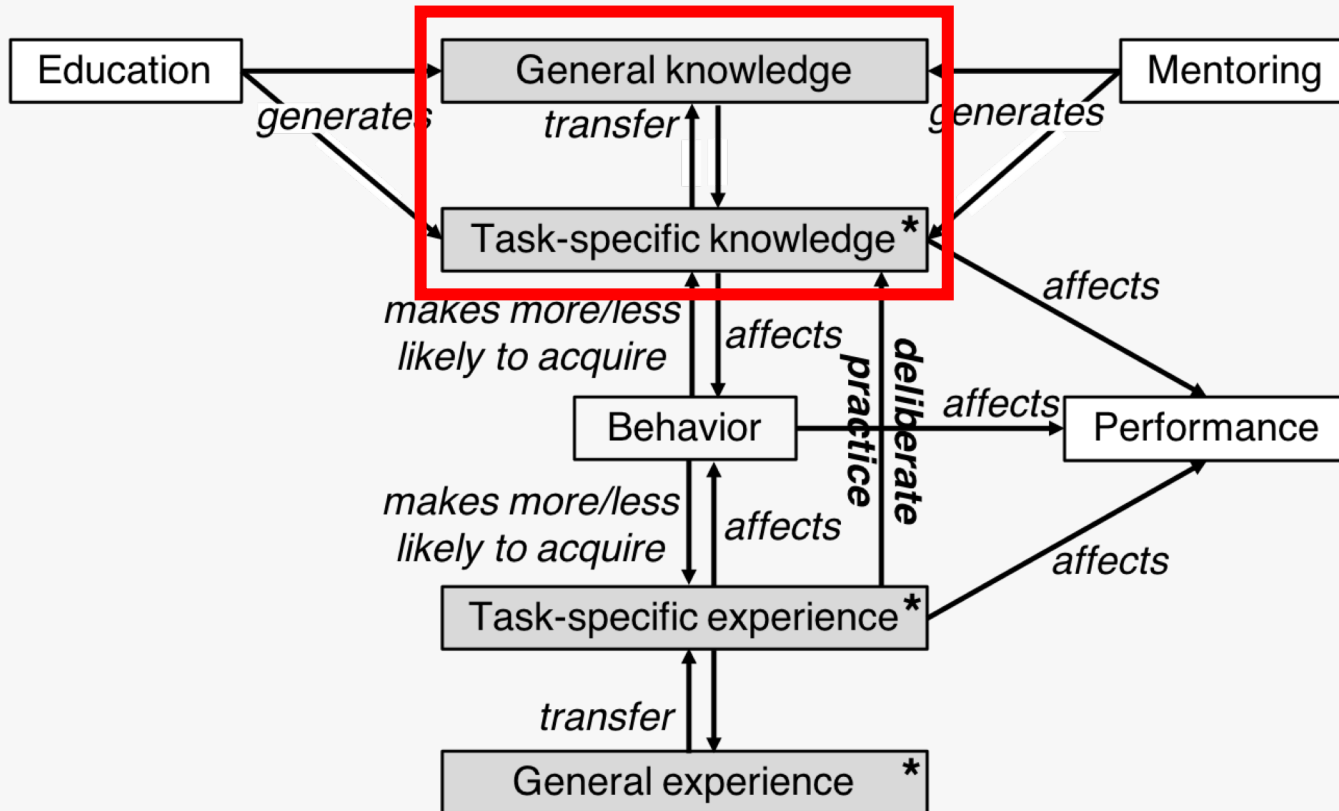 Education
General knowledge
Mentoring
generates
transfer
generates
Task-specific knowledge*
makes more/less
likely to acquire
affects
deliberate
practice
affects
Behavior
affects
Performance
makes more/less
likely to acquire
affects
affects
Task-specific experience*
transfer
General experience *